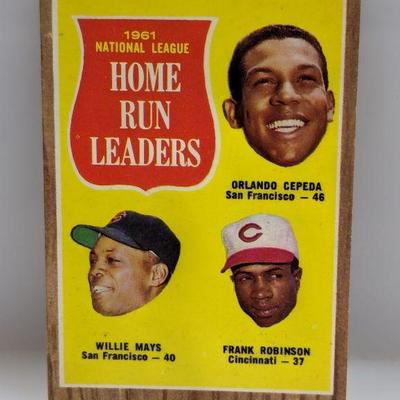 1961
NATIONAL LEAGUE
HOME
RUN
LEADERS
ORLANDO CEPEDA
San Francisco — 46
C
WILLIE MAYS
San Francisco — 40
FRANK ROBINSON
Cincinnati — 37